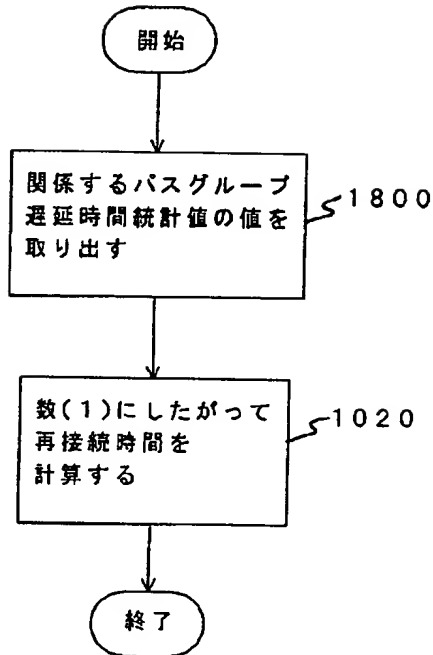 開始
関係するパスグループ
遅延時間統計値の値を
取り出す
1800
数(1)にしたがって
再接続時間を
計算する
1020
終了